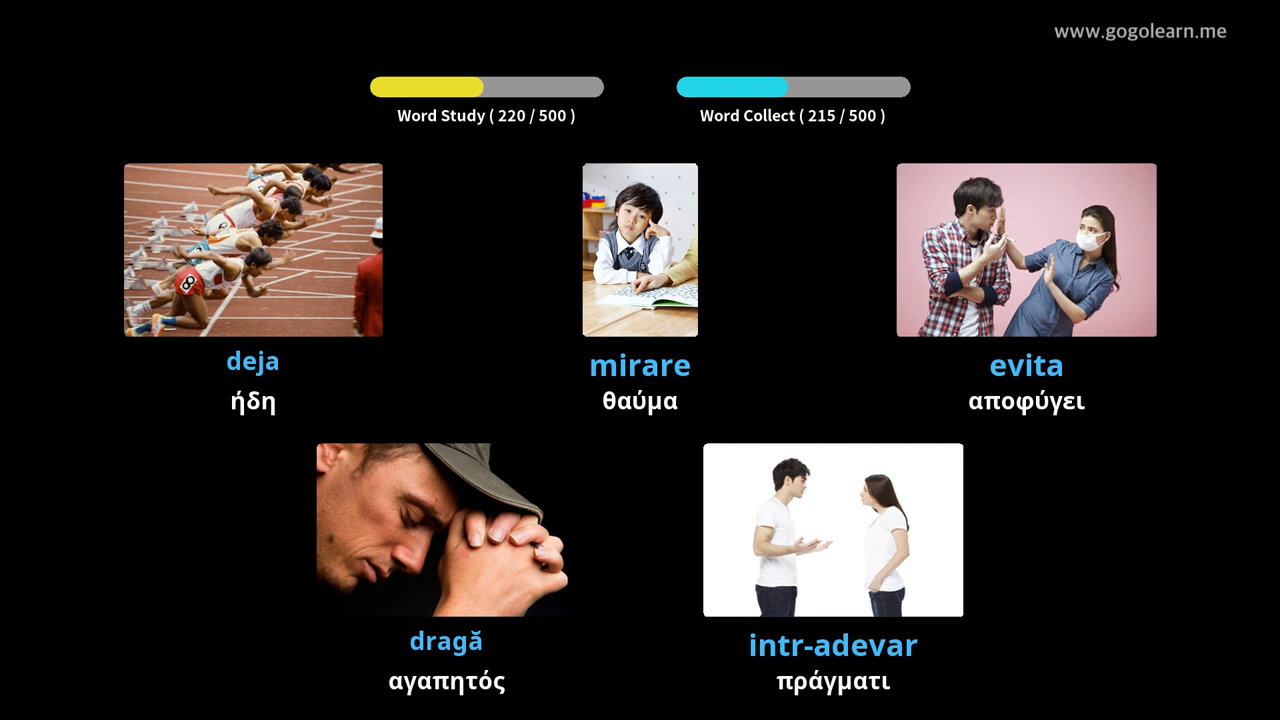 www.gogolearn.me
Word Study ( 220 / 500 )
Word Collect ( 215 / 500 )
8
deja
mirare
evita
ήδη
θαύμα
αποφύγει
dragă
intr-adevar
αγαπητός
πράγματι